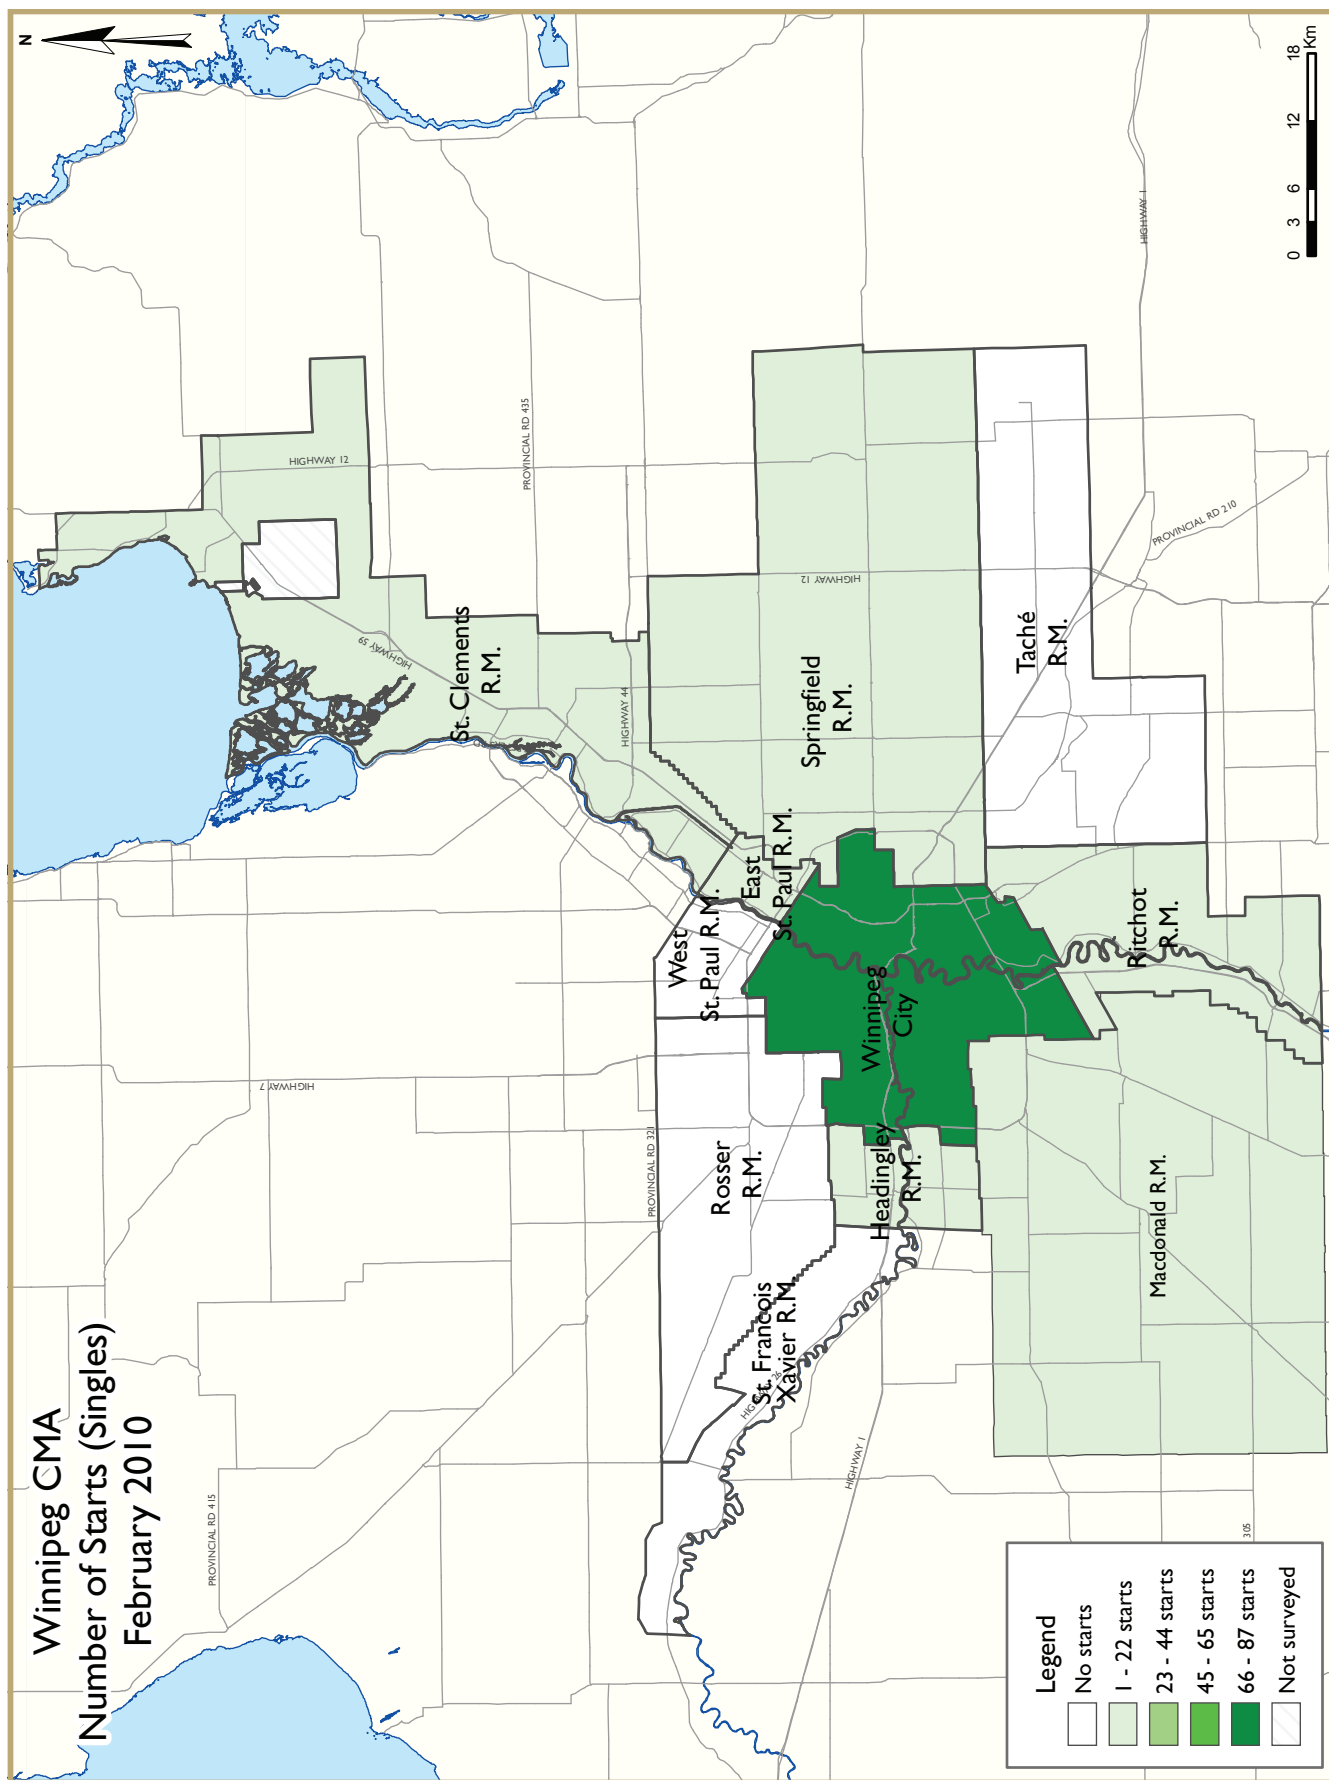 Winnipeg CMA
Number of Starts (Singles)
February 2010
N
PROVINCIAL RD 415
HIGHWAY 7
HIGHWAY 12
HIGHWAY 59
PROVINCIAL RD 435
St. Clements
R.M.
HIGHWAY 44
PROVINCIAL RD 321
West
St. Paul R.M.
East
St. Paul R.M.
Rosser
R.M.
Springfield
R.M.
HIGHWAY 12
St. Francois
Xavier R.M.
Winnipeg
City
Headingley
R.M.
HIGHWAY 1
HIGHWAY 1
Taché
R.M.
PROVINCIAL RD 210
Ritchot
R.M.
Macdonald R.M.
305
Legend
No starts
1 - 22 starts
23 - 44 starts
45 - 65 starts
66 - 87 starts
Not surveyed
0 3 6 12 18
Km